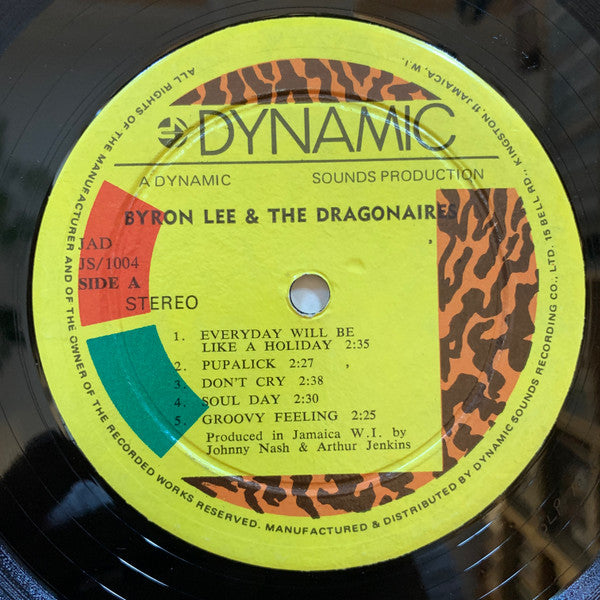 DYNAMIC
A DYNAMIC SOUNDS PRODUCTION
BYRON LEE & THE DRAGONAIRES
JAD
JS/1004
SIDE A
STEREO
1. EVERYDAY WILL BE
LIKE A HOLIDAY 2:35
2. PUPALICK 2:27
3. DON'T CRY 2:38
4. SOUL DAY 2:30
5. GROOVY FEELING 2:25
Produced in Jamaica W.I. by
Johnny Nash & Arthur Jenkins
ALL RIGHTS OF THE MANUFACTURER AND OF THE OWNER OF THE RECORDED WORKS RESERVED. MANUFACTURED & DISTRIBUTED BY DYNAMIC SOUNDS RECORDING CO., LTD. 15 BELL RD., KINGSTON, 11 JAMAICA, W.I.